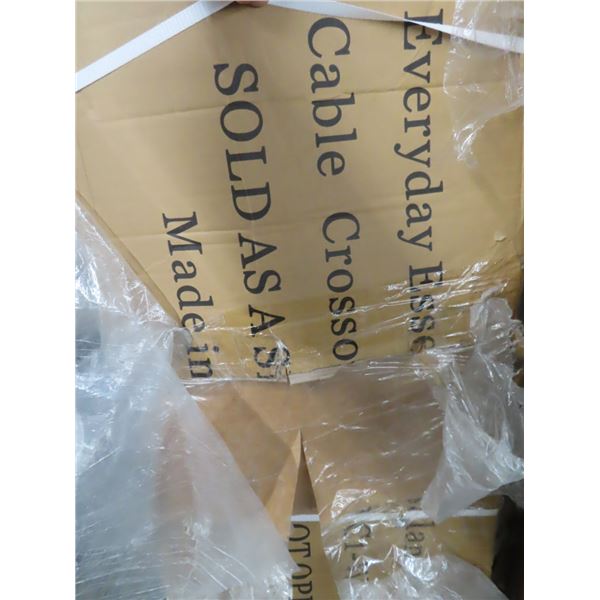 Everyday Esse
Cable Crosso
SOLD AS A S
Made in